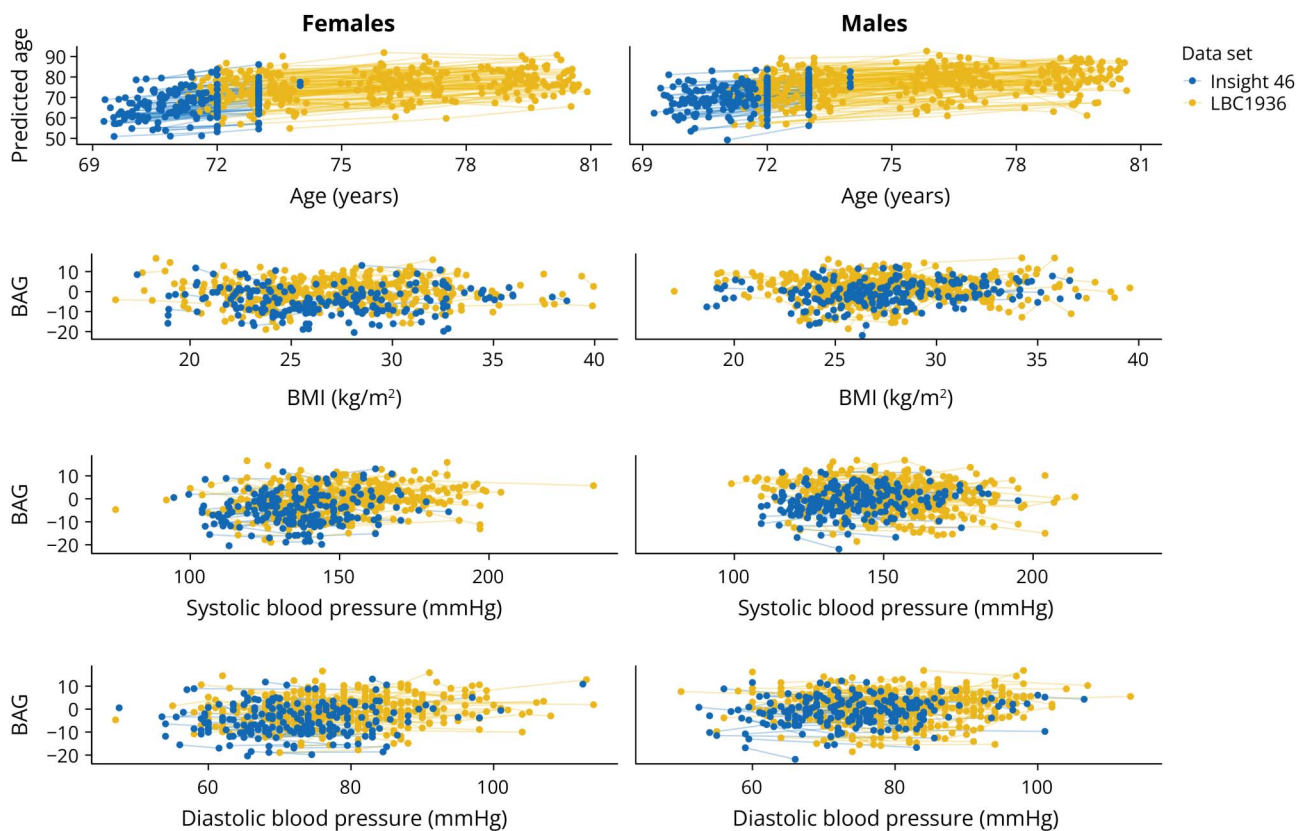 Females
Males
Data set
Insight 46
LBC1936
Predicted age
90
80
70
60
50
69 72 75 78 81
69 72 75 78 81
Age (years)
Age (years)
BAG
10
0
−10
−20
20 25 30 35 40
20 25 30 35 40
BMI (kg/m²)
BMI (kg/m²)
BAG
10
0
−10
−20
100 150 200
100 150 200
Systolic blood pressure (mmHg)
Systolic blood pressure (mmHg)
BAG
10
0
−10
−20
60 80 100
60 80 100
Diastolic blood pressure (mmHg)
Diastolic blood pressure (mmHg)